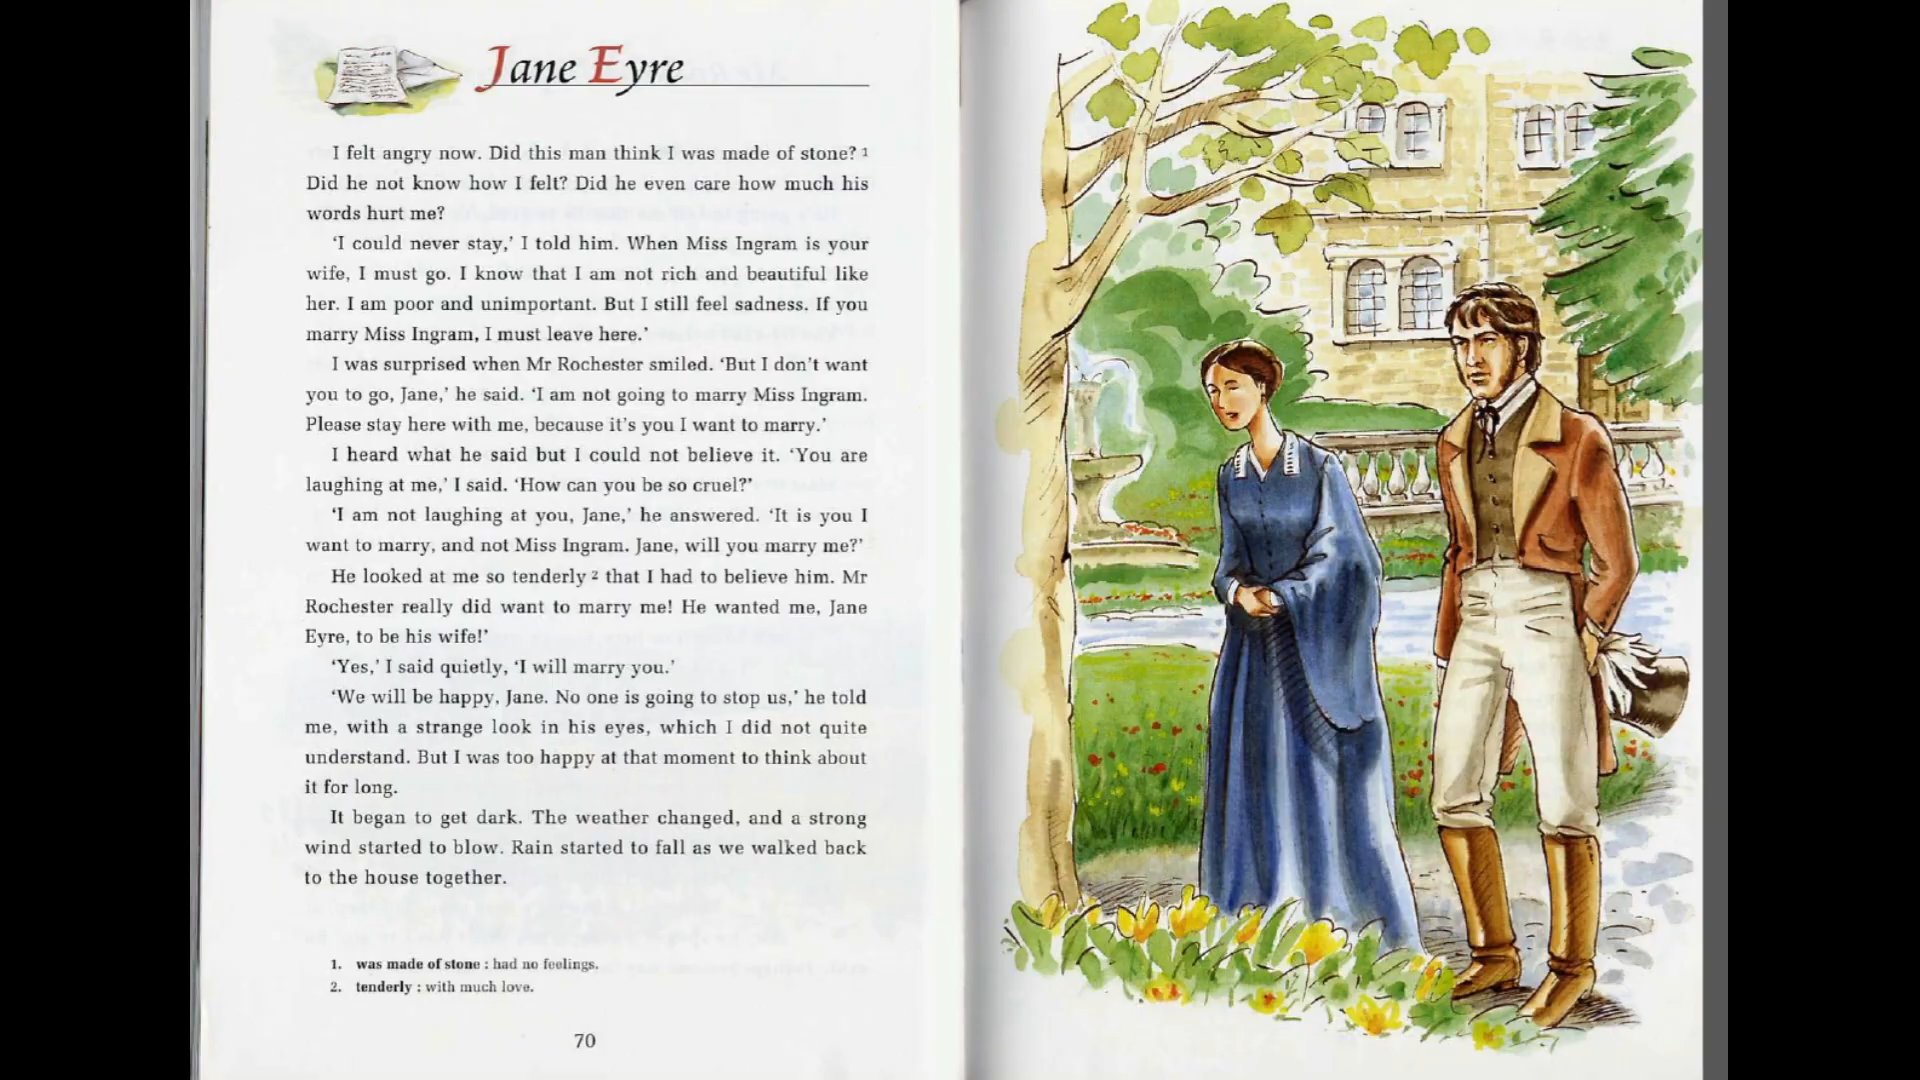 Jane Eyre
I felt angry now. Did this man think I was made of stone? 1
Did he not know how I felt? Did he even care how much his
words hurt me?
‘I could never stay,’ I told him. When Miss Ingram is your
wife, I must go. I know that I am not rich and beautiful like
her. I am poor and unimportant. But I still feel sadness. If you
marry Miss Ingram, I must leave here.’
I was surprised when Mr Rochester smiled. ‘But I don’t want
you to go, Jane,’ he said. ‘I am not going to marry Miss Ingram.
Please stay here with me, because it’s you I want to marry.’
I heard what he said but I could not believe it. ‘You are
laughing at me,’ I said. ‘How can you be so cruel?’
‘I am not laughing at you, Jane,’ he answered. ‘It is you I
want to marry, and not Miss Ingram. Jane, will you marry me?’
He looked at me so tenderly 2 that I had to believe him. Mr
Rochester really did want to marry me! He wanted me, Jane
Eyre, to be his wife!’
‘Yes,’ I said quietly, ‘I will marry you.’
‘We will be happy, Jane. No one is going to stop us,’ he told
me, with a strange look in his eyes, which I did not quite
understand. But I was too happy at that moment to think about
it for long.
It began to get dark. The weather changed, and a strong
wind started to blow. Rain started to fall as we walked back
to the house together.
1. was made of stone : had no feelings.
2. tenderly : with much love.
70